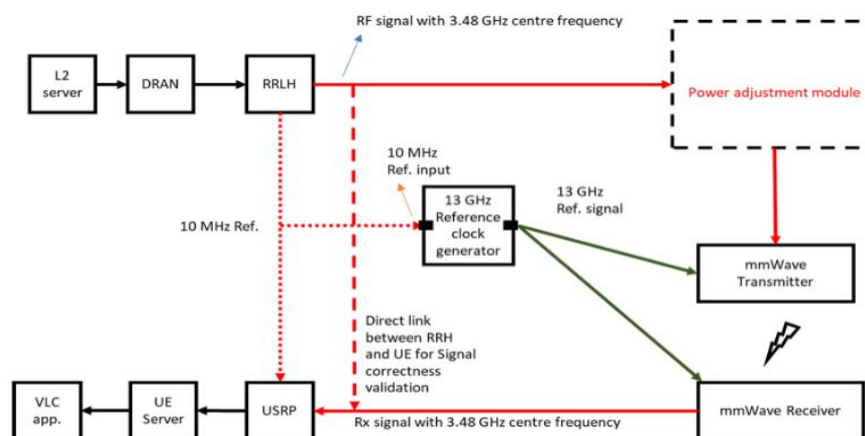 RF signal with 3.48 GHz centre frequency
L2
server
DRAN
RRLH
Power adjustment module
10 MHz
Ref. input
13 GHz
Reference
clock
generator
13 GHz
Ref. signal
10 MHz Ref.
mmWave
Transmitter
Direct link
between RRH
and UE for Signal
correctness
validation
VLC
app.
UE
Server
USRP
Rx signal with 3.48 GHz centre frequency
mmWave Receiver